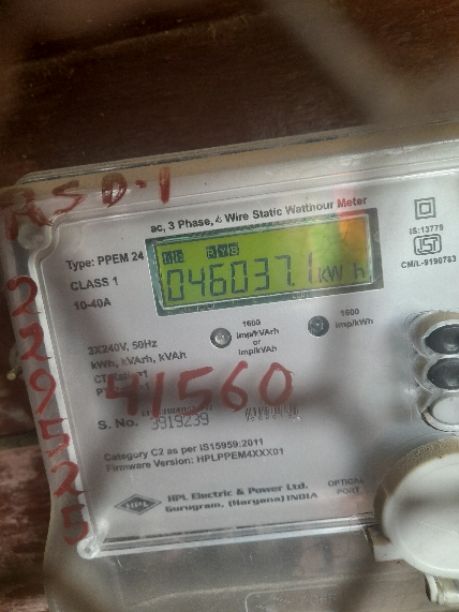 RSD-1
ac, 3 Phase, 4 Wire Static Watthour Meter
Type: PPEM 24
CLASS 1
10-40A
R Y B
046037.1 kWh
IS:13779
ISI
CM/L-9190783
3X240V, 50Hz
kWh, kVArh, kVAh
1600
imp/kVArh
or
imp/kVAh
1600
imp/kWh
41560
S. No. 3919239
Category C2 as per IS15959:2011
Firmware Version: HPLPPEM4XXX01
HPL
HPL Electric & Power Ltd.
Gurugram, (Haryana) INDIA
OPTICAL
PORT
229525